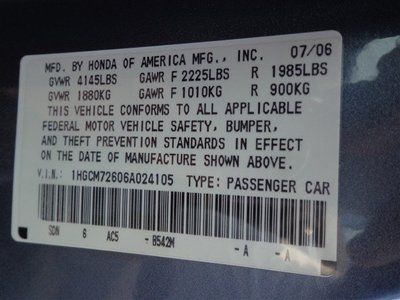 MFD. BY HONDA OF AMERICA MFG., INC. 07/06
GVWR 4145LBS GAWR F 2225LBS R 1985LBS
GVWR 1880KG GAWR F 1010KG R 900KG
THIS VEHICLE CONFORMS TO ALL APPLICABLE
FEDERAL MOTOR VEHICLE SAFETY, BUMPER,
AND THEFT PREVENTION STANDARDS IN EFFECT
ON THE DATE OF MANUFACTURE SHOWN ABOVE.
V.I.N.: 1HGCM72606A024105 TYPE: PASSENGER CAR
SDN 6 AC5 - B542M -A -A